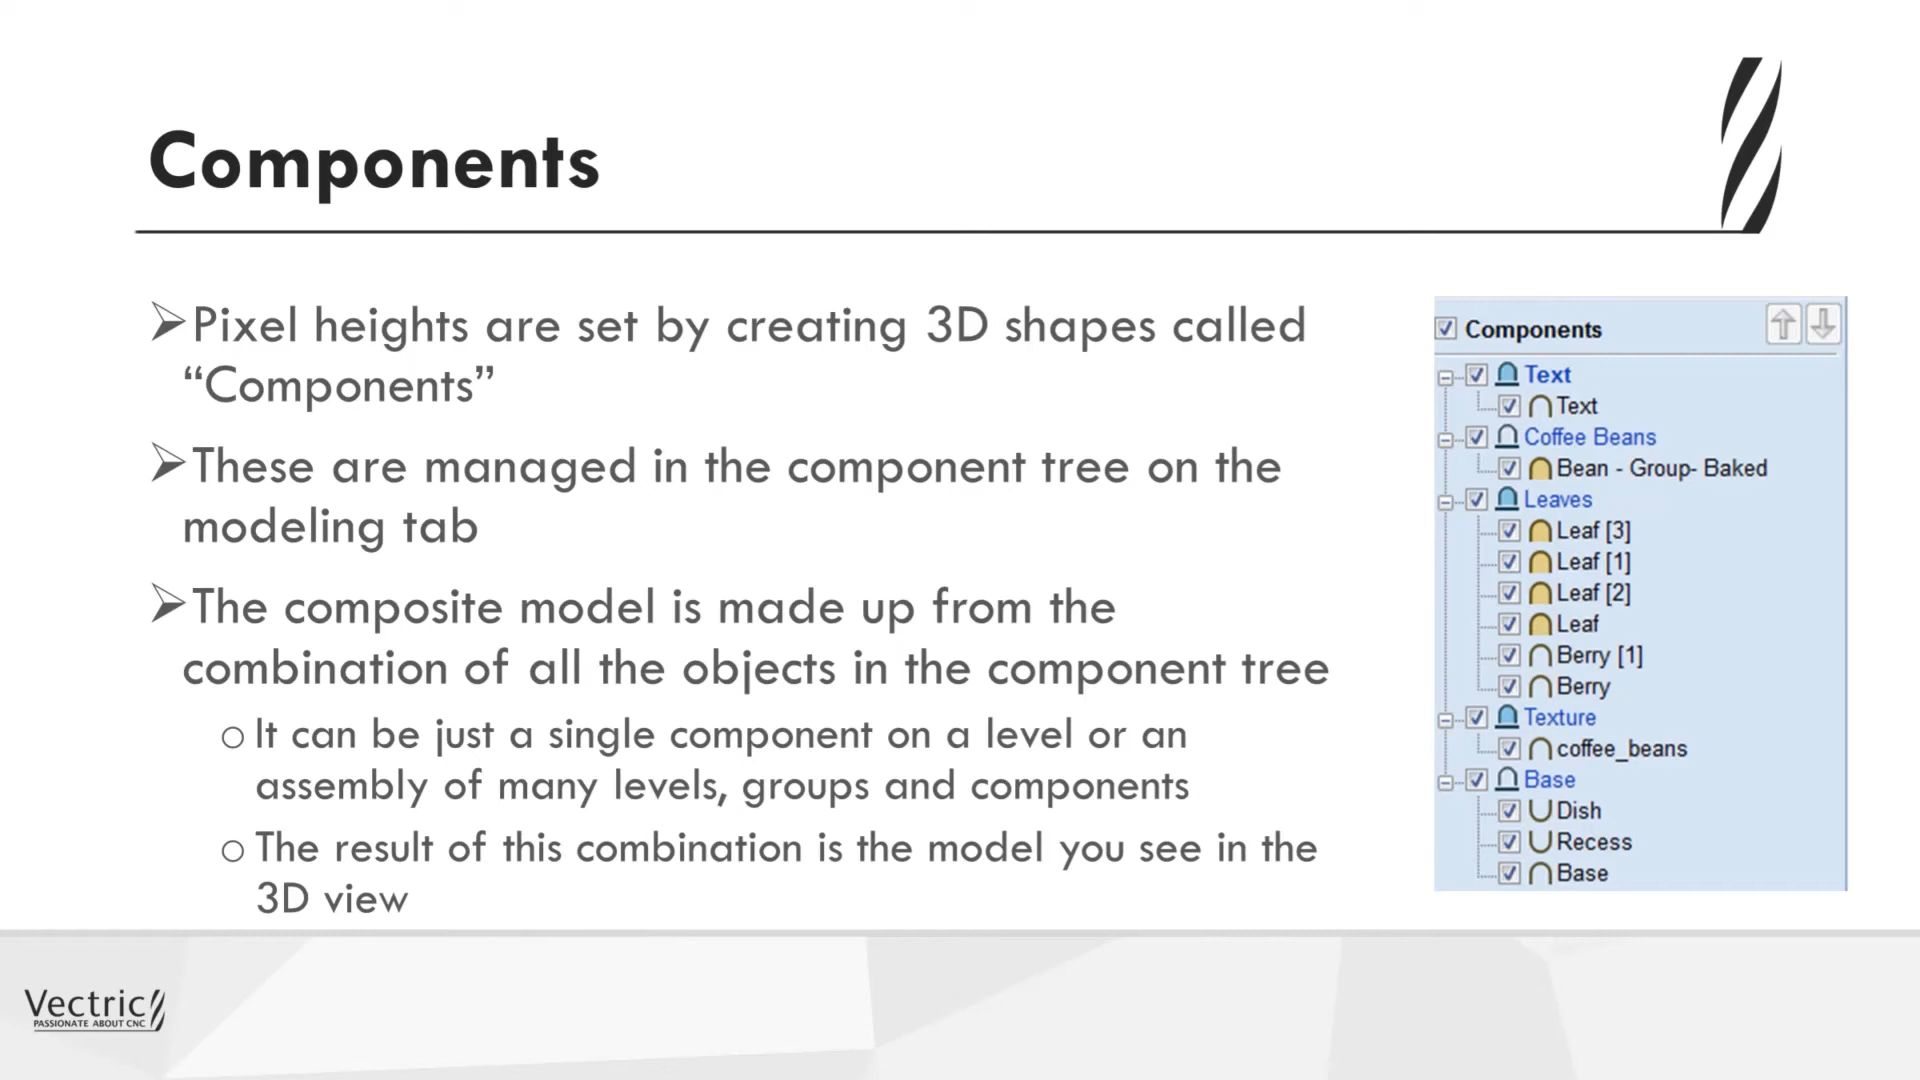 Components
➢Pixel heights are set by creating 3D shapes called
“Components”
➢These are managed in the component tree on the
modeling tab
➢The composite model is made up from the
combination of all the objects in the component tree
o It can be just a single component on a level or an
assembly of many levels, groups and components
o The result of this combination is the model you see in the
3D view
Components
Text
Text
Coffee Beans
Bean - Group- Baked
Leaves
Leaf [3]
Leaf [1]
Leaf [2]
Leaf
Berry [1]
Berry
Texture
coffee_beans
Base
Dish
Recess
Base
Vectric
PASSIONATE ABOUT CNC